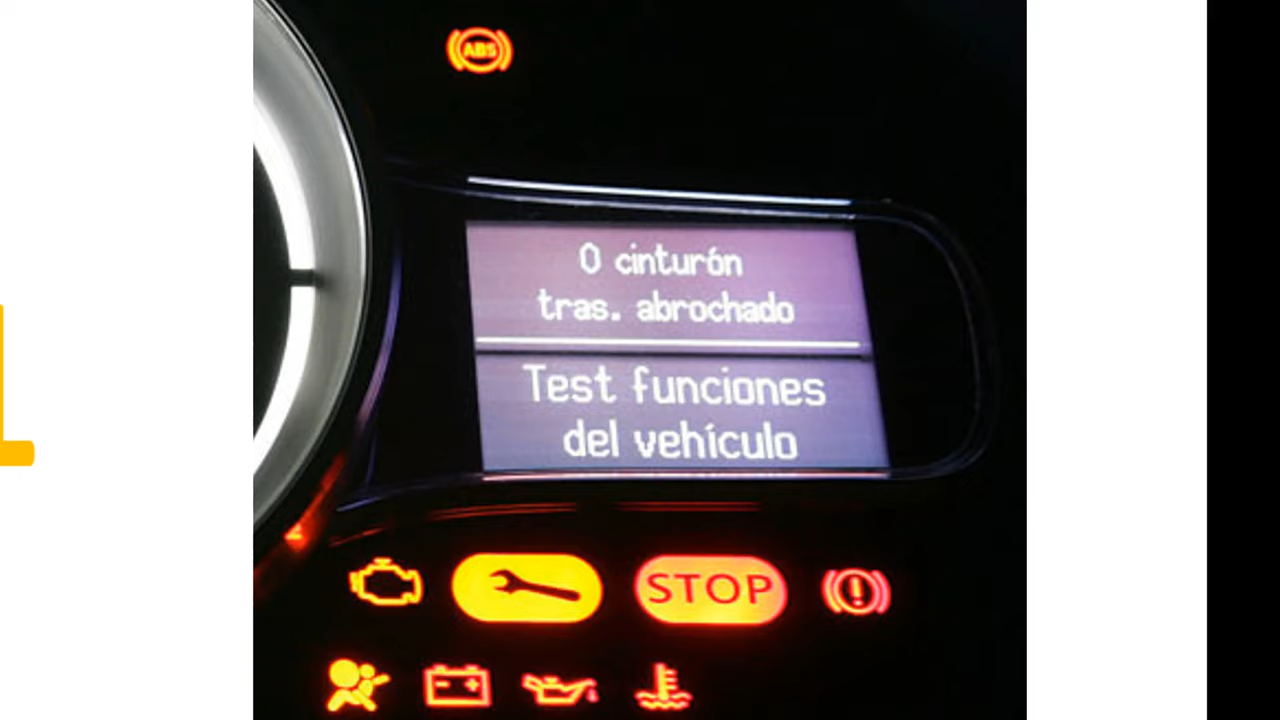 ABS
0 cinturón
tras. abrochado
Test funciones
del vehículo
STOP